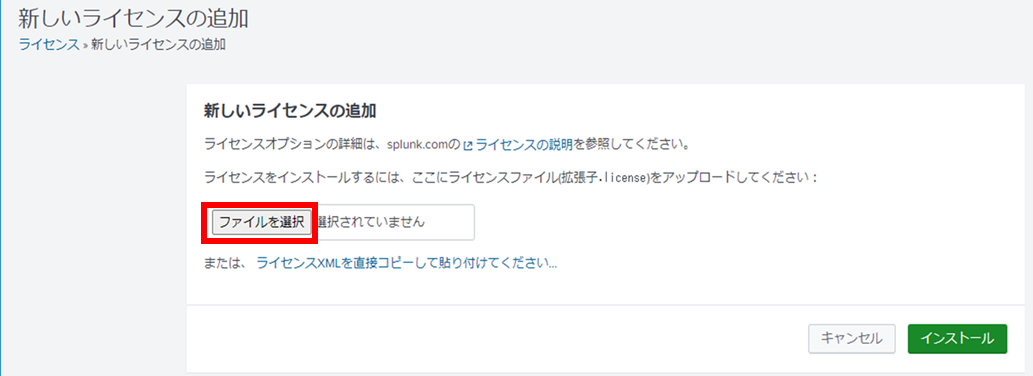 新しいライセンスの追加
ライセンス » 新しいライセンスの追加
新しいライセンスの追加
ライセンスオプションの詳細は、splunk.comの ライセンスの説明を参照してください。
ライセンスをインストールするには、ここにライセンスファイル(拡張子.license)をアップロードしてください：
ファイルを選択 選択されていません
または、 ライセンスXMLを直接コピーして貼り付けてください...
キャンセル インストール